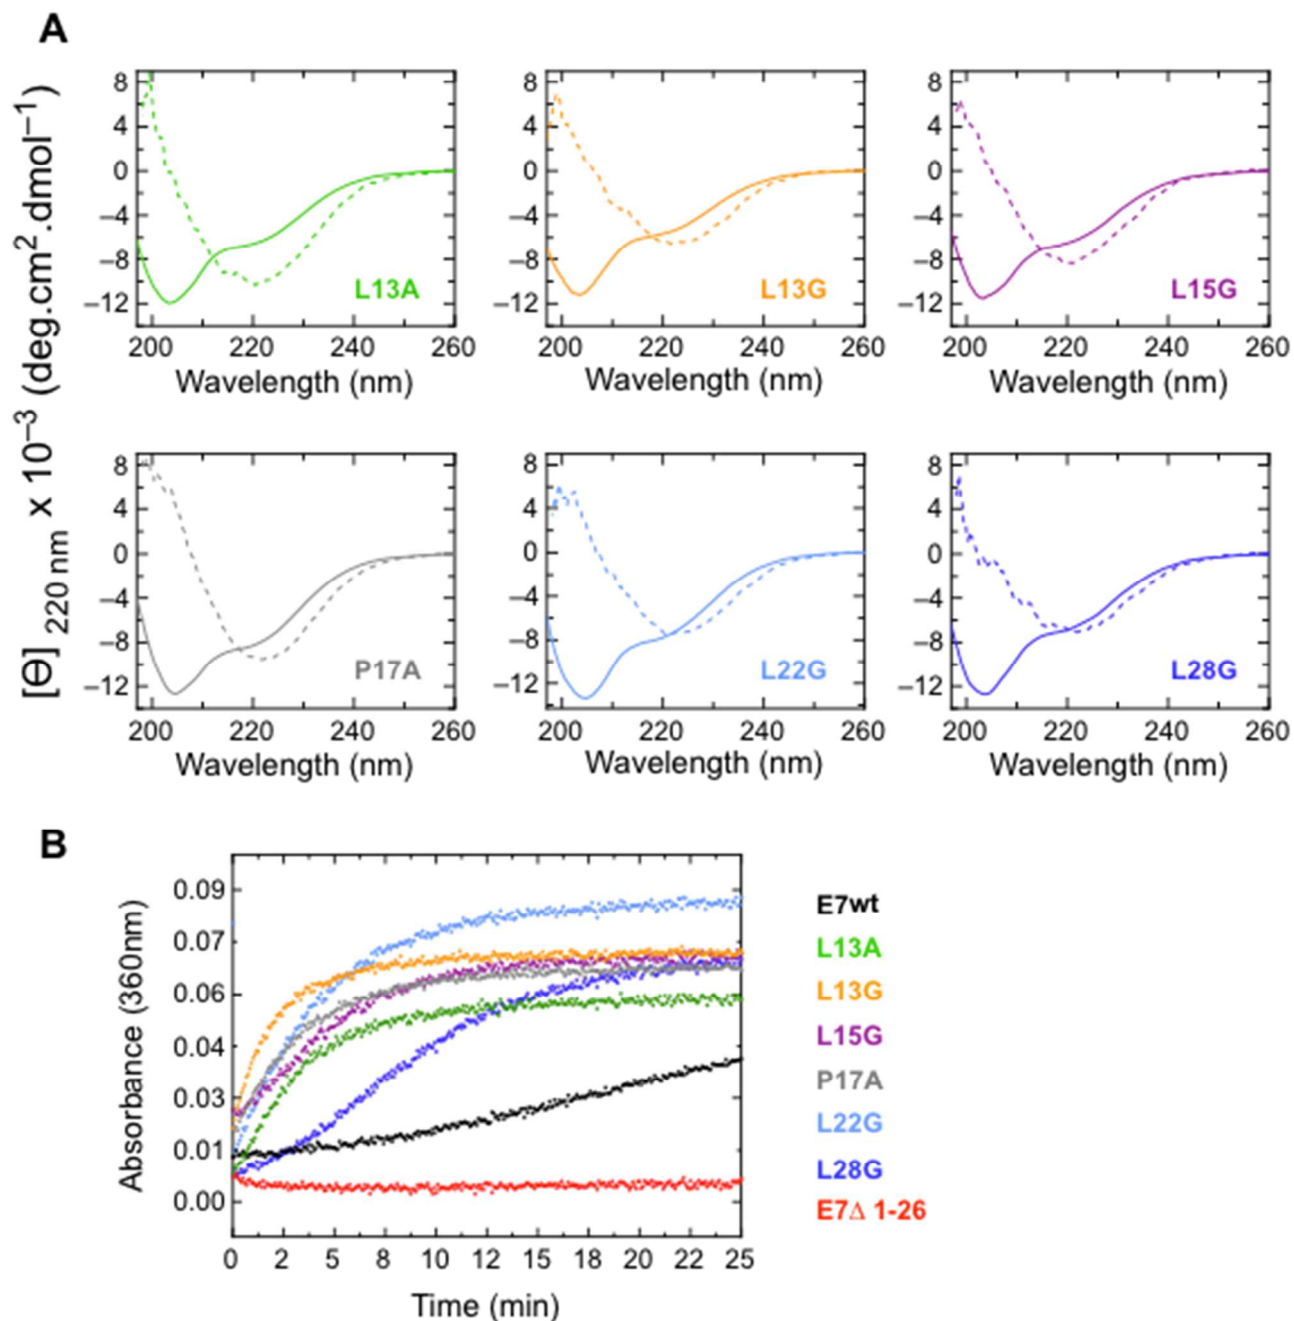 A
[Θ] 220 nm x 10⁻³ (deg.cm².dmol⁻¹)
8
4
0
−4
−8
−12
L13A
200 220 240 260
Wavelength (nm)
8
4
0
−4
−8
−12
L13G
200 220 240 260
Wavelength (nm)
8
4
0
−4
−8
−12
L15G
200 220 240 260
Wavelength (nm)
8
4
0
−4
−8
−12
P17A
200 220 240 260
Wavelength (nm)
8
4
0
−4
−8
−12
L22G
200 220 240 260
Wavelength (nm)
8
4
0
−4
−8
−12
L28G
200 220 240 260
Wavelength (nm)
B
Absorbance (360nm)
0.09
0.07
0.06
0.04
0.03
0.01
0.00
0 2 5 8 10 12 15 18 20 22 25
Time (min)
E7wt
L13A
L13G
L15G
P17A
L22G
L28G
E7Δ 1-26